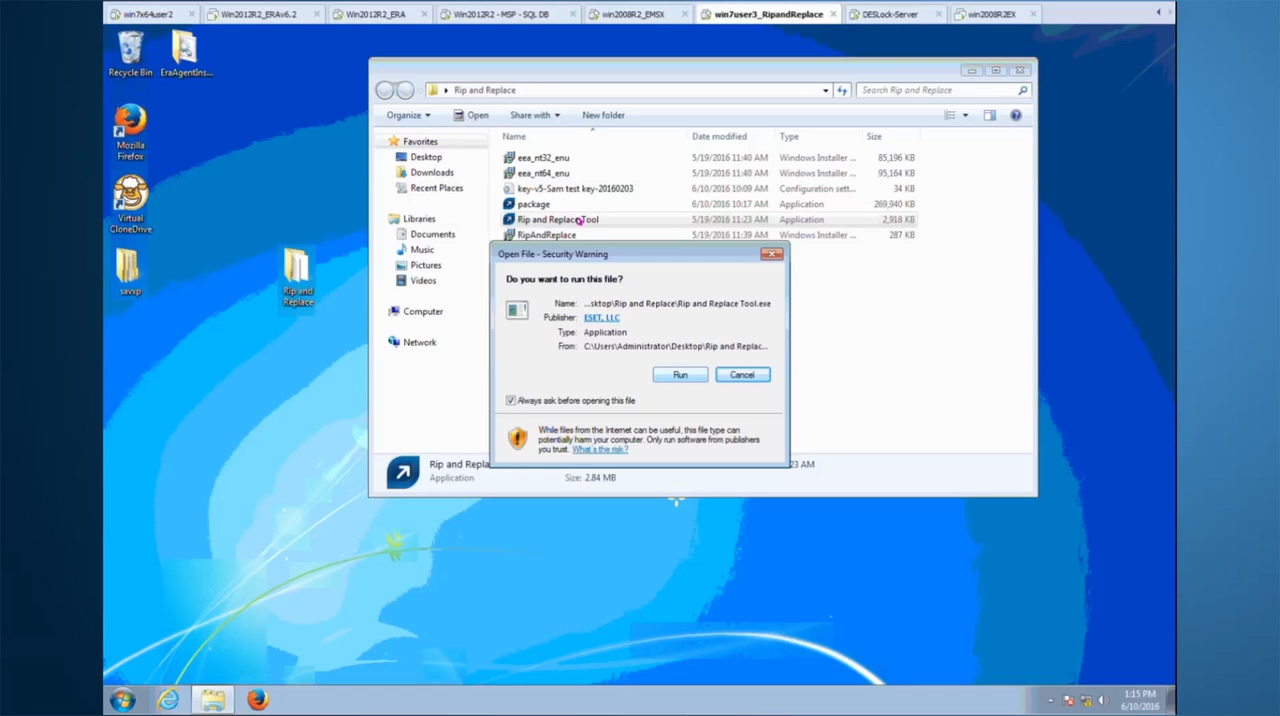 win7x64user2
Win2012R2_ERAv6.2
Win2012R2_ERA
Win2012R2 - MSP - SQL DB
win2008R2_EMSX
win7user3_RipandReplace
DESLock-Server
win2008R2EX
Recycle Bin
EraAgentIns...
Mozilla
Firefox
Virtual
CloneDrive
savxp
Rip and
Replace
Rip and Replace
Search Rip and Replace
Organize
Open
Share with
New folder
Favorites
Desktop
Downloads
Recent Places
Libraries
Documents
Music
Pictures
Videos
Computer
Network
Name Date modified Type Size
eea_nt32_enu 5/19/2016 11:40 AM Windows Installer ... 85,196 KB
eea_nt64_enu 5/19/2016 11:40 AM Windows Installer ... 95,164 KB
key-v5-Sam test key-20160203 6/10/2016 10:09 AM Configuration sett... 34 KB
package 6/10/2016 10:17 AM Application 269,940 KB
Rip and Replace Tool 5/19/2016 11:23 AM Application 2,918 KB
RipAndReplace 5/19/2016 11:39 AM Windows Installer ... 287 KB
Open File - Security Warning
Do you want to run this file?
Name: ...sktop\Rip and Replace\Rip and Replace Tool.exe
Publisher: ESET, LLC
Type: Application
From: C:\Users\Administrator\Desktop\Rip and Replac...
Run
Cancel
Always ask before opening this file
While files from the Internet can be useful, this file type can
potentially harm your computer. Only run software from publishers
you trust. What's the risk?
Rip and Repla
23 AM
Application
Size: 2.84 MB
1:15 PM
6/10/2016